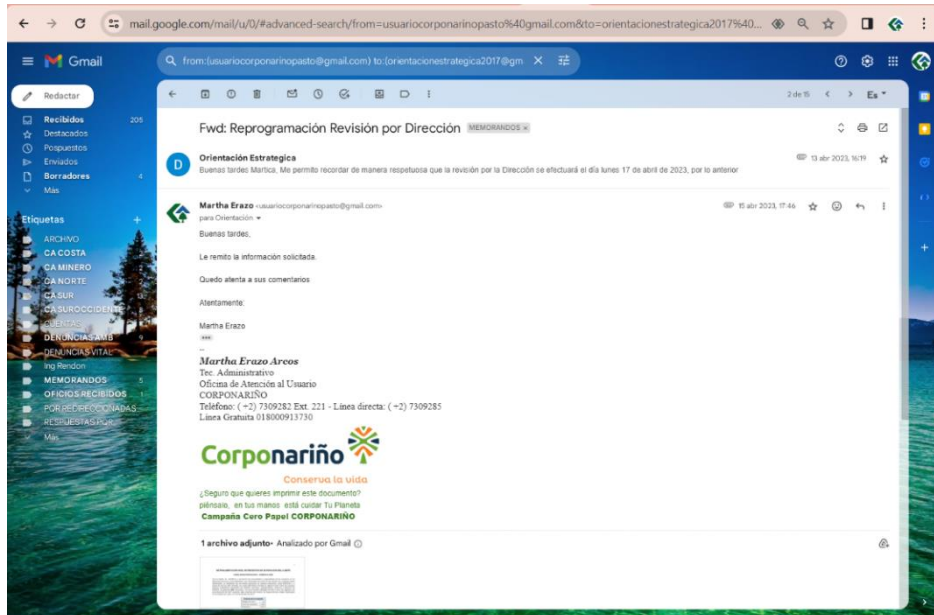 mail.google.com/mail/u/0/#advanced-search/from=usuariocorponarinopasto%40gmail.com&to=orientacionestrategica2017%40...
Gmail
from:(usuariocorponarinopasto@gmail.com) to:(orientacionestrategica2017@gm
Redactar
2 de 15
Es
Recibidos 205
Destacados
Pospuestos
Enviados
Borradores 4
Más
Etiquetas
ARCHIVO
CA COSTA
CA MINERO
CA NORTE
CA SUR
CA SUROCCIDENTE
CUENTAS
DENUNCIAS AMB 9
DENUNCIAS VITAL
Ing Rendon
MEMORANDOS 5
OFICIOS RECIBIDOS 1
POR REDIRECCIONADAS
RESPUESTAS POR
Más
Fwd: Reprogramación Revisión por Dirección MEMORANDOS x
D
Orientación Estrategica 13 abr 2023, 16:19
Buenas tardes Martica, Me permito recordar de manera respetuosa que la revisión por la Dirección se efectuará el día lunes 17 de abril de 2023, por lo anterior
Martha Erazo <usuariocorponarinopasto@gmail.com> 15 abr 2023, 17:46
para Orientación
Buenas tardes,
Le remito la información solicitada.
Quedo atenta a sus comentarios
Atentamente:
Martha Erazo
--
Martha Erazo Arcos
Tec. Administrativo
Oficina de Atención al Usuario
CORPONARIÑO
Teléfono: ( +2) 7309282 Ext. 221 - Línea directa: ( +2) 7309285
Línea Gratuita 018000913730
Corponariño
Conserva la vida
¿Seguro que quieres imprimir este documento?
piénsalo, en tus manos está cuidar Tu Planeta
Campaña Cero Papel CORPONARIÑO
1 archivo adjunto• Analizado por Gmail